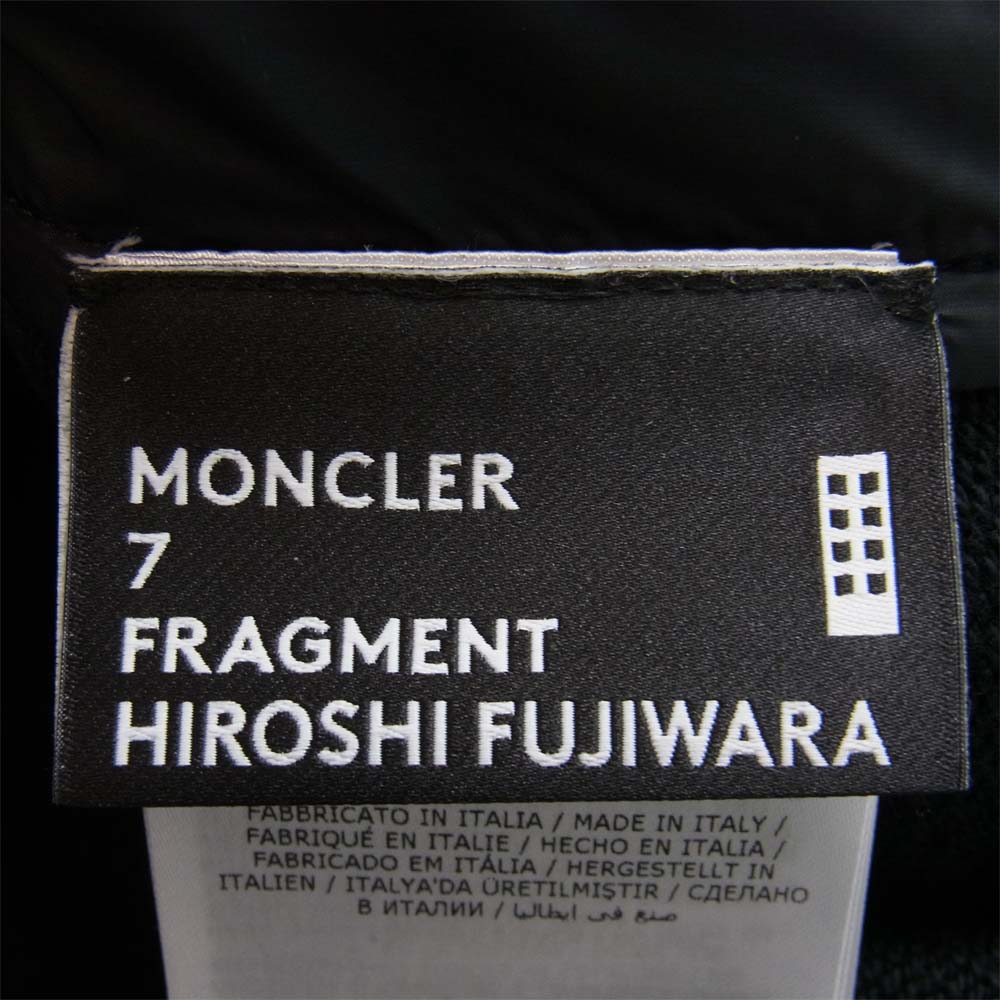 MONCLER
7
FRAGMENT
HIROSHI FUJIWARA
FABBRICATO IN ITALIA / MADE IN ITALY /
FABRIQUÉ EN ITALIE / HECHO EN ITALIA /
FABRICADO EM ITÁLIA / HERGESTELLT IN
ITALIEN / ITALYA'DA ÜRETILMIŞTIR / СДЕЛАНО
В ИТАЛИИ / صنع في ايطاليا